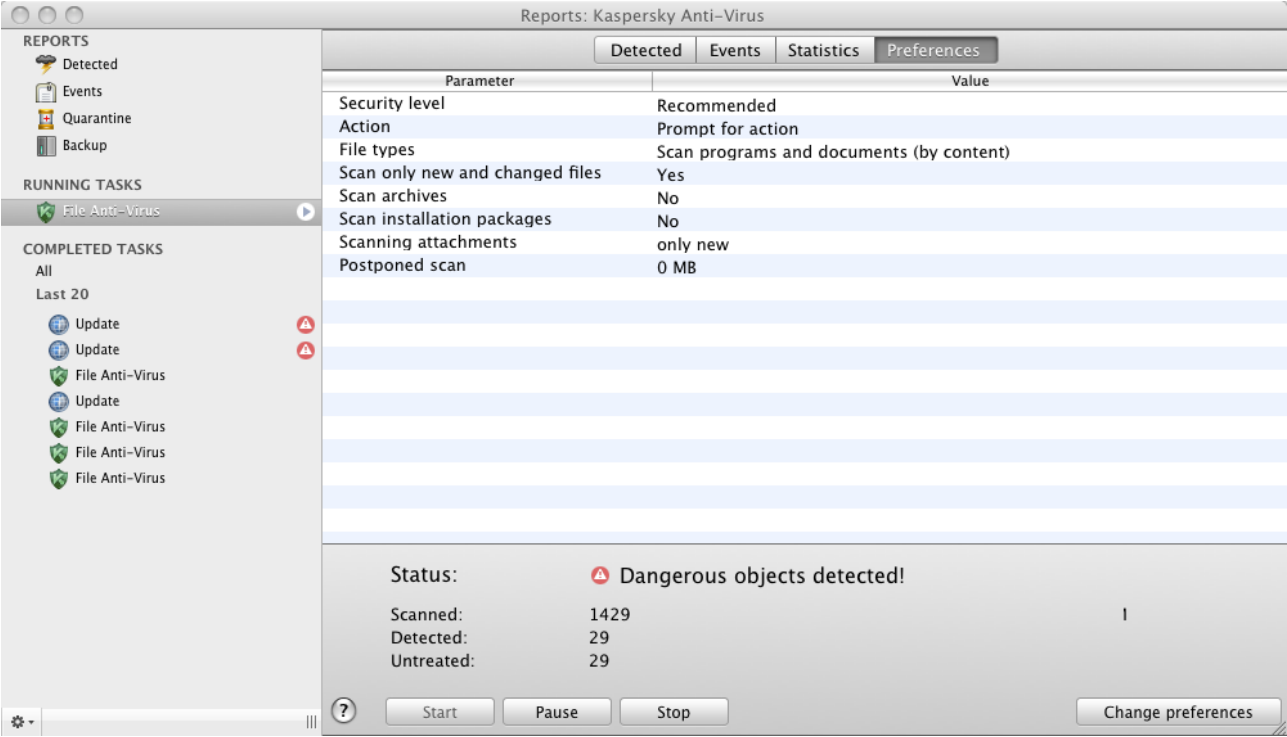 Reports: Kaspersky Anti-Virus
REPORTS
Detected
Events
Quarantine
Backup
RUNNING TASKS
File Anti-Virus
COMPLETED TASKS
All
Last 20
Update
Update
File Anti-Virus
Update
File Anti-Virus
File Anti-Virus
File Anti-Virus
Detected Events Statistics Preferences
Parameter Value
Security level Recommended
Action Prompt for action
File types Scan programs and documents (by content)
Scan only new and changed files Yes
Scan archives No
Scan installation packages No
Scanning attachments only new
Postponed scan 0 MB
Status: Dangerous objects detected!
Scanned: 1429 1
Detected: 29
Untreated: 29
? Start Pause Stop Change preferences